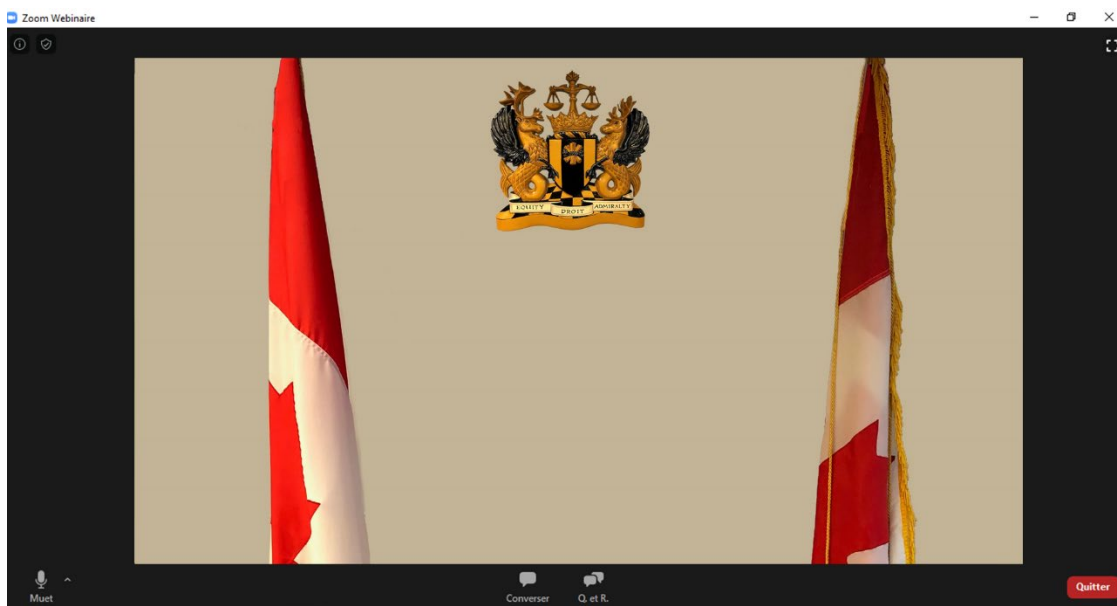 Zoom Webinaire
EQUITY DROIT ADMIRALTY
Muet
Converser
Q. et R.
Quitter